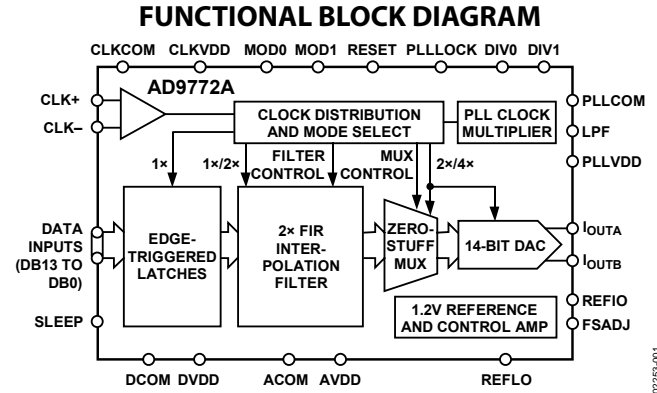 FUNCTIONAL BLOCK DIAGRAM
CLKCOM CLKVDD MOD0 MOD1 RESET PLLLOCK DIV0 DIV1
AD9772A
CLK+
CLK–
CLOCK DISTRIBUTION
AND MODE SELECT
PLL CLOCK
MULTIPLIER
PLLCOM
LPF
PLLVDD
1×
1×/2×
FILTER
CONTROL
MUX
CONTROL
2×/4×
DATA
INPUTS
(DB13 TO
DB0)
EDGE-
TRIGGERED
LATCHES
2× FIR
INTER-
POLATION
FILTER
ZERO-
STUFF
MUX
14-BIT DAC
IOUTA
IOUTB
1.2V REFERENCE
AND CONTROL AMP
REFIO
FSADJ
SLEEP
DCOM DVDD ACOM AVDD REFLO
02253-001